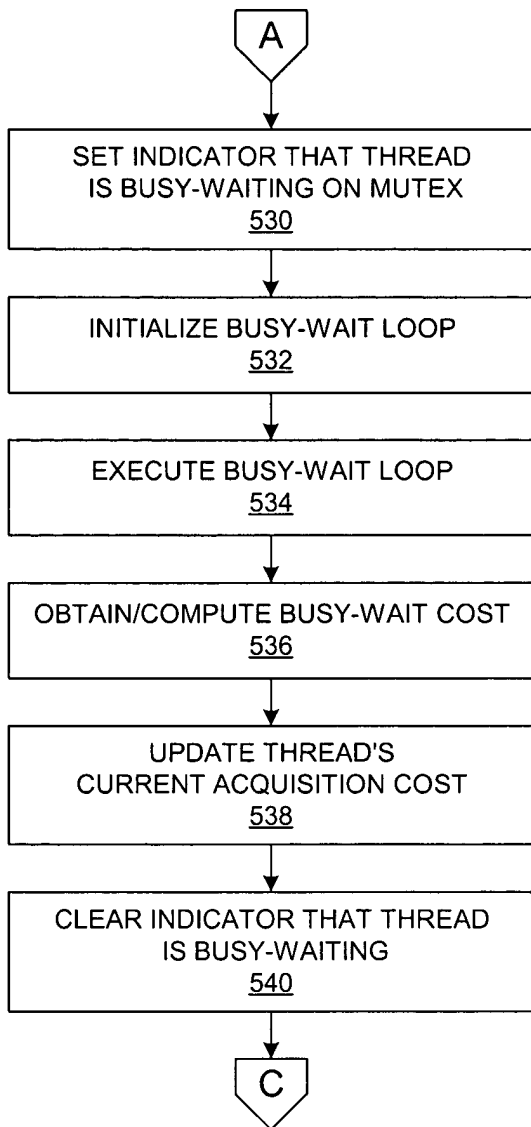 A
SET INDICATOR THAT THREAD
IS BUSY-WAITING ON MUTEX
530
INITIALIZE BUSY-WAIT LOOP
532
EXECUTE BUSY-WAIT LOOP
534
OBTAIN/COMPUTE BUSY-WAIT COST
536
UPDATE THREAD'S
CURRENT ACQUISITION COST
538
CLEAR INDICATOR THAT THREAD
IS BUSY-WAITING
540
C